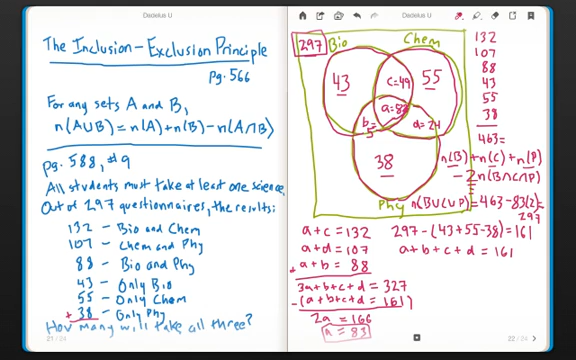 Dadelus U
The Inclusion-Exclusion Principle
pg. 566
For any sets A and B,
n(A∪B) = n(A) + n(B) - n(A∩B)
pg. 588, #9
All students must take at least one science.
Out of 297 questionnaires, the results:
132 - Bio and Chem
107 - Chem and Phy
88 - Bio and Phy
43 - Only Bio
55 - Only Chem
+ 38 - Only Phy
How many will take all three?
21 / 24
Dadelus U
297
Bio
Chem
43
c=49
55
a=83
b=
5
d=24
38
Phy
132
107
88
43
55
38
463=
n(B) + n(C) + n(P)
- 2
n(B∩C∩P)
n(B∪C∪P) = 463 - 83(2) =
297
a + c = 132
a + d = 107
+ a + b = 88
3a + b + c + d = 327
- (a + b + c + d = 161)
2a = 166
a = 83
297 - (43 + 55 - 38) = 161
a + b + c + d = 161
22 / 24